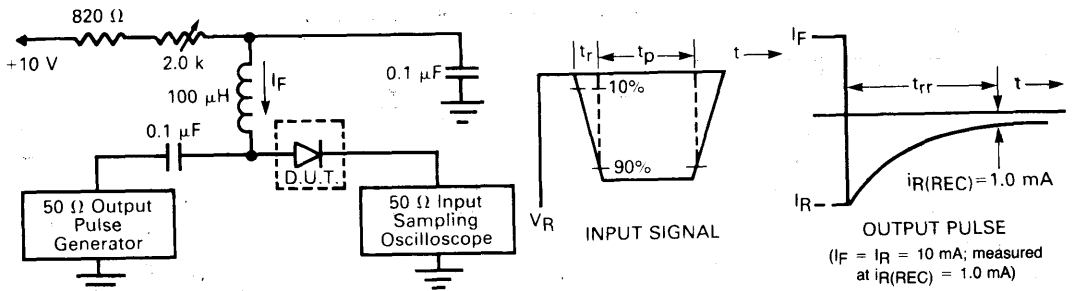 820 Ω
+10 V
2.0 k
I_F
100 μH
0.1 μF
0.1 μF
D.U.T.
50 Ω Output
Pulse
Generator
50 Ω Input
Sampling
Oscilloscope
t_r
t_p
t
10%
90%
V_R
INPUT SIGNAL
I_F
t_rr
t
i_R(REC) = 1.0 mA
I_R
OUTPUT PULSE
(I_F = I_R = 10 mA; measured
at i_R(REC) = 1.0 mA)